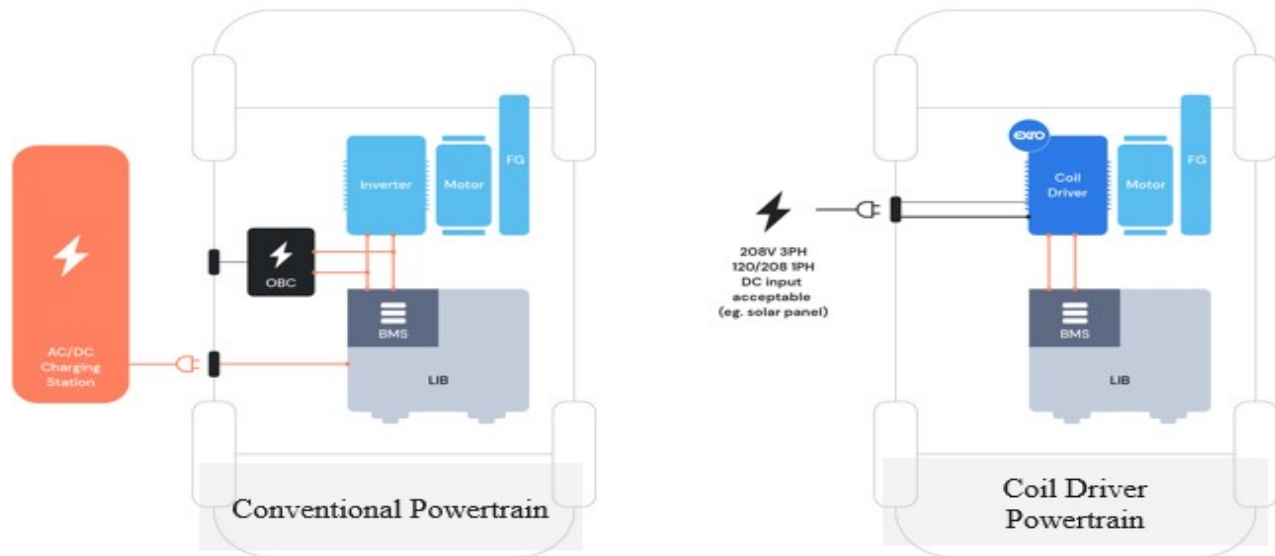 AC/DC
Charging
Station
OBC
Inverter
Motor
FG
BMS
LIB
Conventional Powertrain
208V 3PH
120/208 1PH
DC input
acceptable
(eg. solar panel)
exro
Coil
Driver
Motor
FG
BMS
LIB
Coil Driver
Powertrain